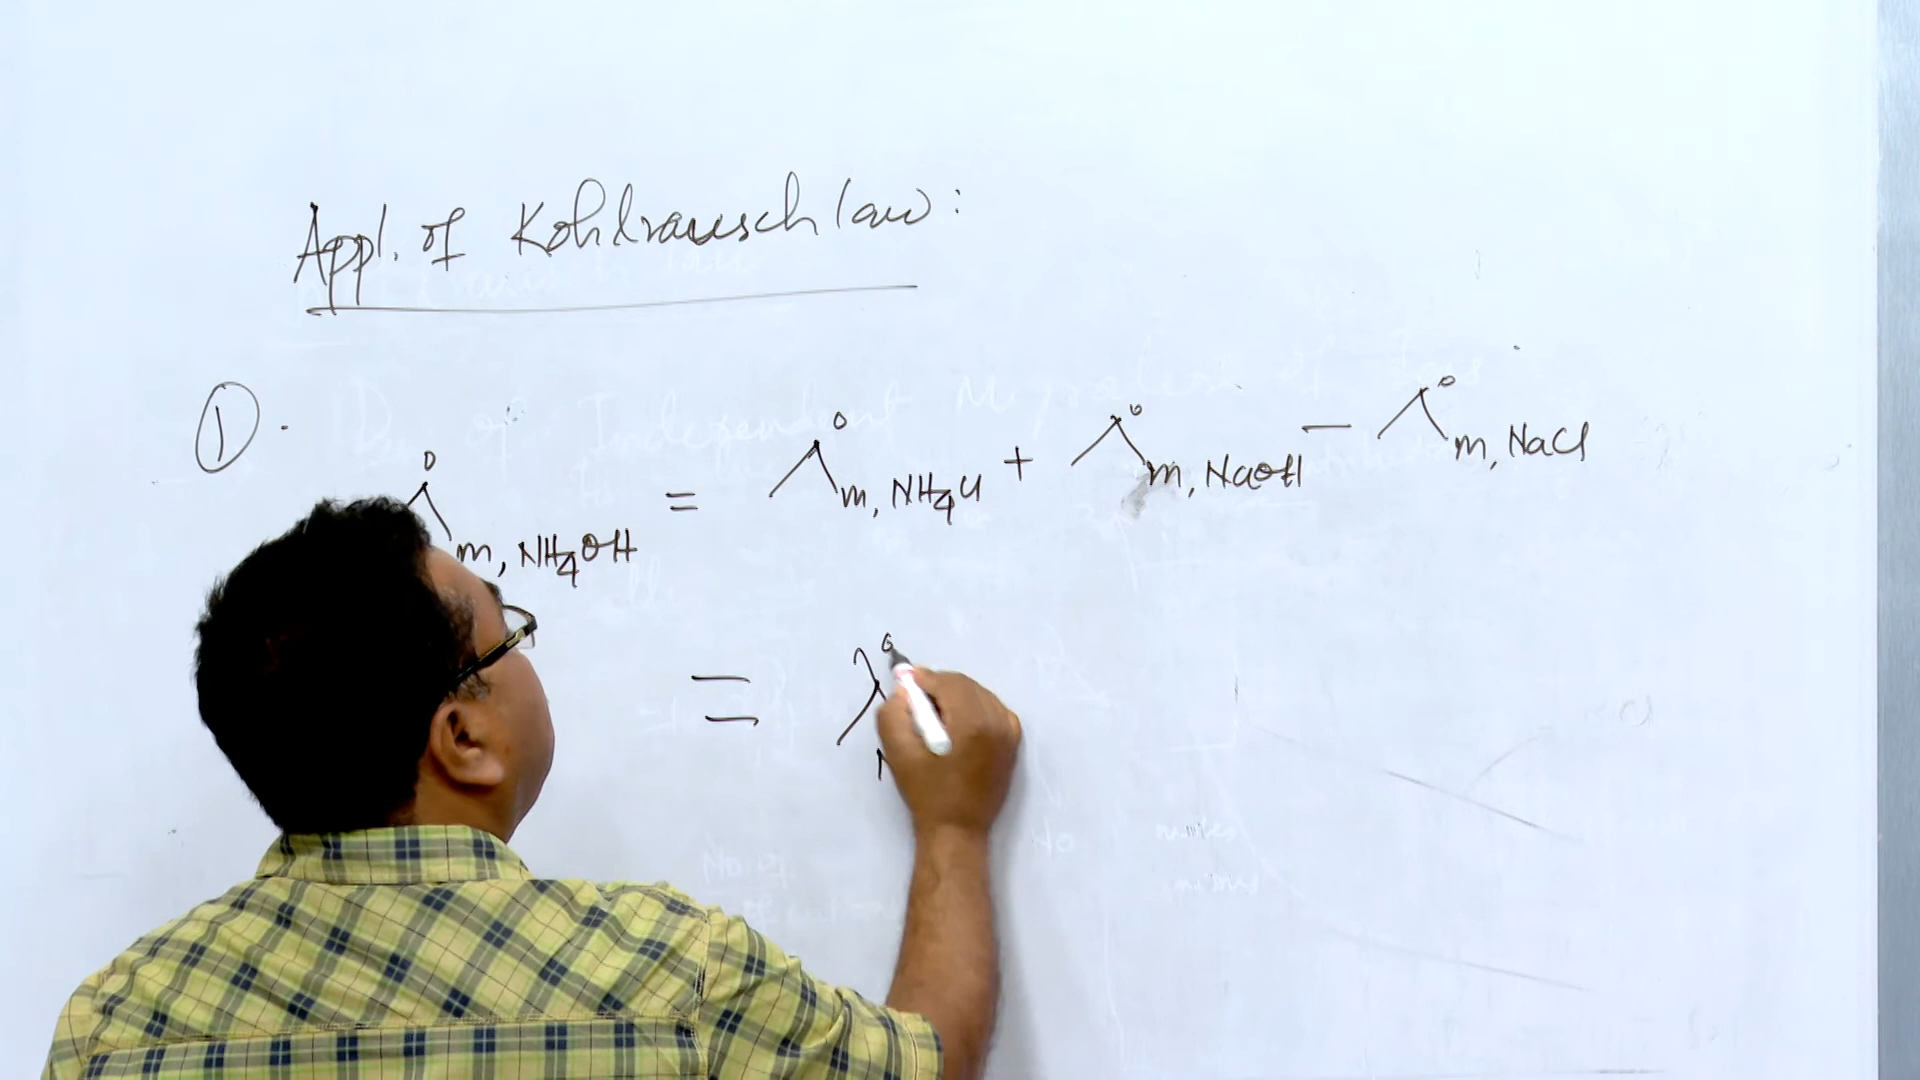 Appl. of Kohlrausch law:
① . Λ°m, NH₄OH = Λ°m, NH₄Cl + Λ°m, NaOH — Λ°m, NaCl
= λ°N